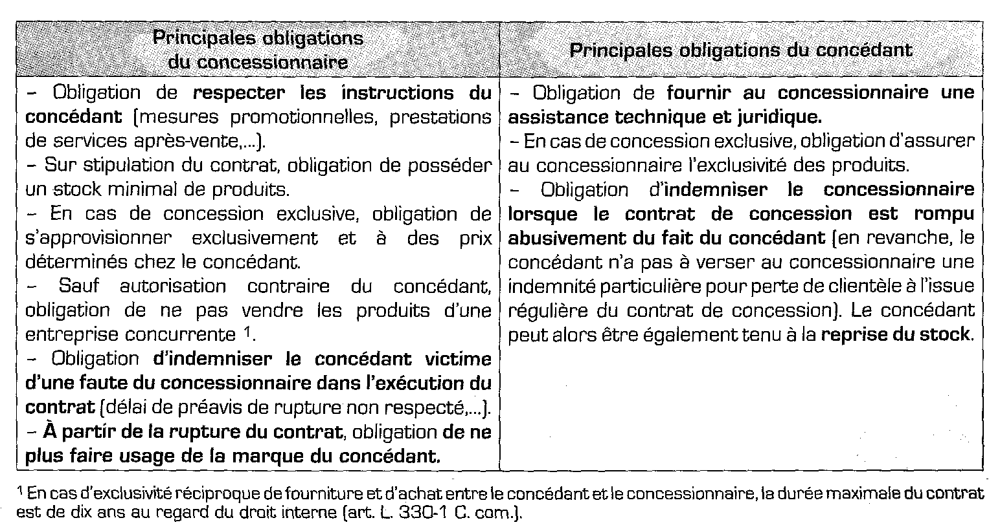 Principales obligations
du concessionnaire
– Obligation de respecter les instructions du
concédant (mesures promotionnelles, prestations
de services après-vente,...).
– Sur stipulation du contrat, obligation de posséder
un stock minimal de produits.
– En cas de concession exclusive, obligation de
s'approvisionner exclusivement et à des prix
déterminés chez le concédant.
– Sauf autorisation contraire du concédant,
obligation de ne pas vendre les produits d'une
entreprise concurrente 1.
– Obligation d'indemniser le concédant victime
d'une faute du concessionnaire dans l'exécution du
contrat (délai de préavis de rupture non respecté,...).
– À partir de la rupture du contrat, obligation de ne
plus faire usage de la marque du concédant.
Principales obligations du concédant
– Obligation de fournir au concessionnaire une
assistance technique et juridique.
– En cas de concession exclusive, obligation d'assurer
au concessionnaire l'exclusivité des produits.
– Obligation d'indemniser le concessionnaire
lorsque le contrat de concession est rompu
abusivement du fait du concédant (en revanche, le
concédant n'a pas à verser au concessionnaire une
indemnité particulière pour perte de clientèle à l'issue
régulière du contrat de concession). Le concédant
peut alors être également tenu à la reprise du stock.
1 En cas d'exclusivité réciproque de fourniture et d'achat entre le concédant et le concessionnaire, la durée maximale du contrat
est de dix ans au regard du droit interne (art. L. 330-1 C. com.).